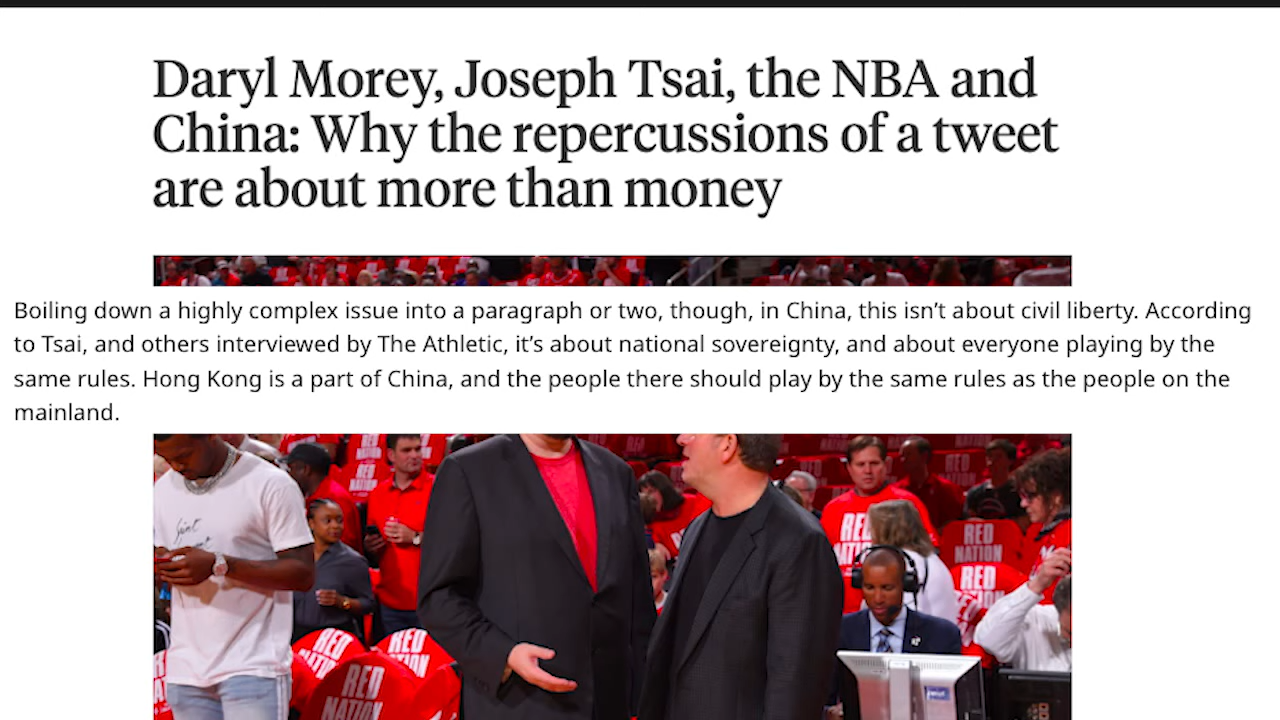 Daryl Morey, Joseph Tsai, the NBA and
China: Why the repercussions of a tweet
are about more than money
Boiling down a highly complex issue into a paragraph or two, though, in China, this isn’t about civil liberty. According
to Tsai, and others interviewed by The Athletic, it’s about national sovereignty, and about everyone playing by the
same rules. Hong Kong is a part of China, and the people there should play by the same rules as the people on the
mainland.
RED
NATION
RED
NATION
RED
NATION
RED
NATION
RED
NATION
RED
NATION